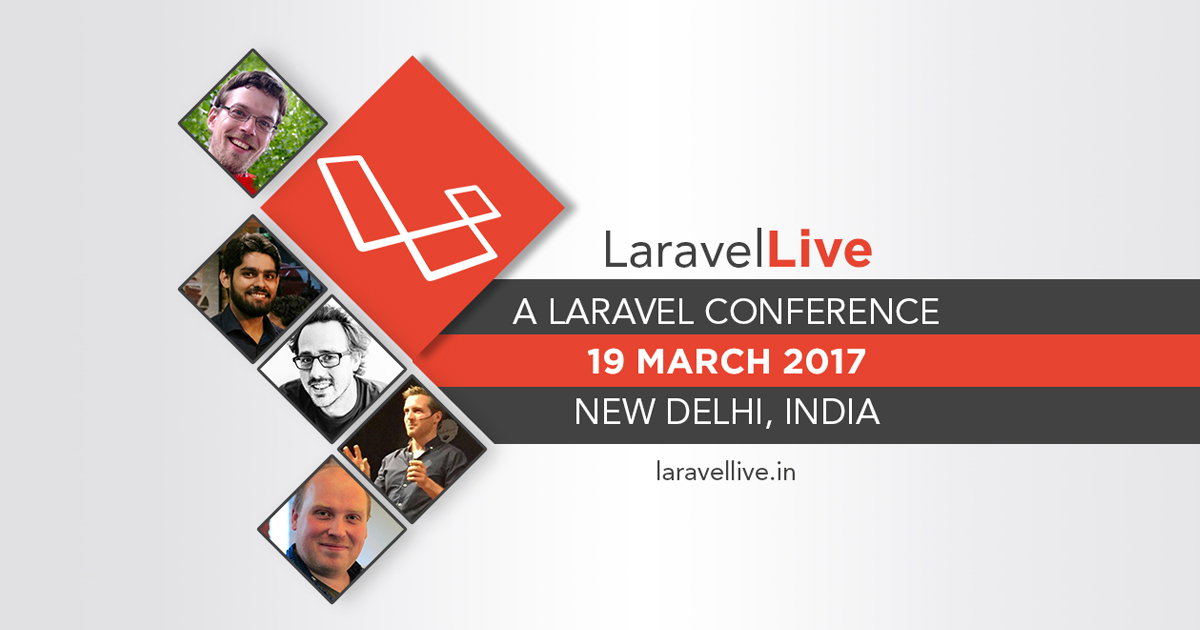 LaravelLive
A LARAVEL CONFERENCE
19 MARCH 2017
NEW DELHI, INDIA
laravellive.in